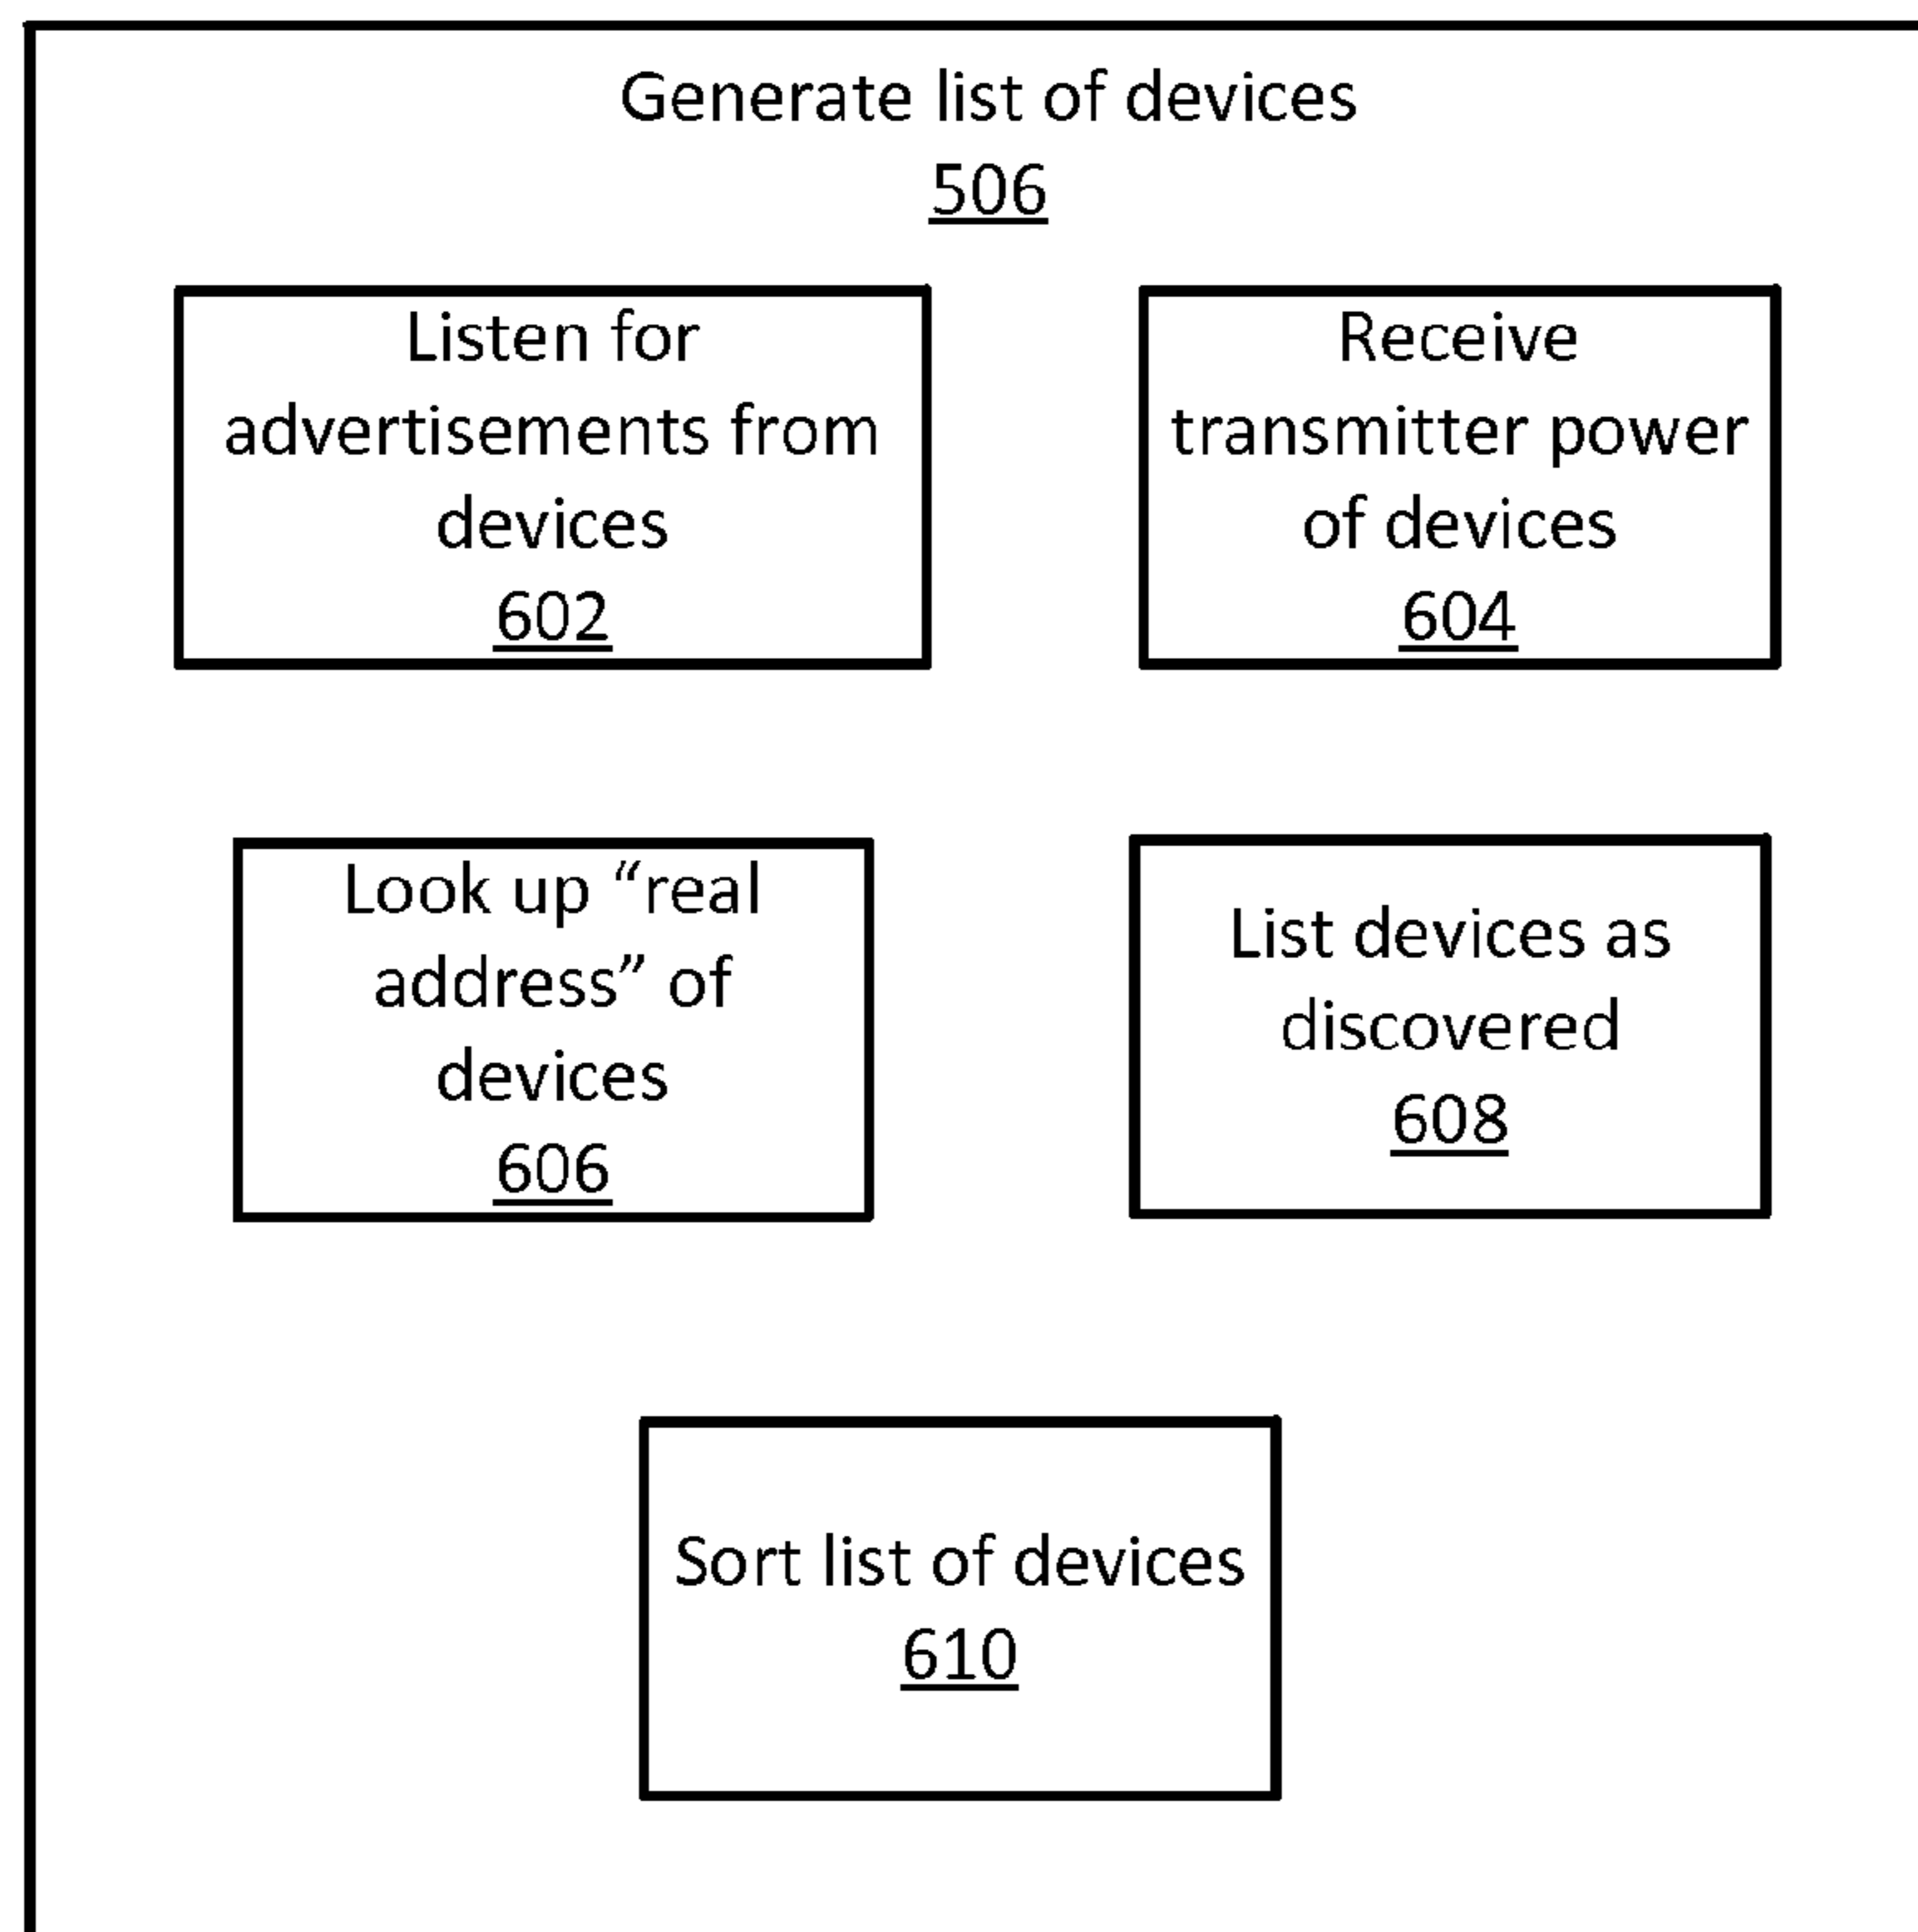 Generate list of devices
506
Listen for
advertisements from
devices
602
Receive
transmitter power
of devices
604
Look up “real
address” of
devices
606
List devices as
discovered
608
Sort list of devices
610